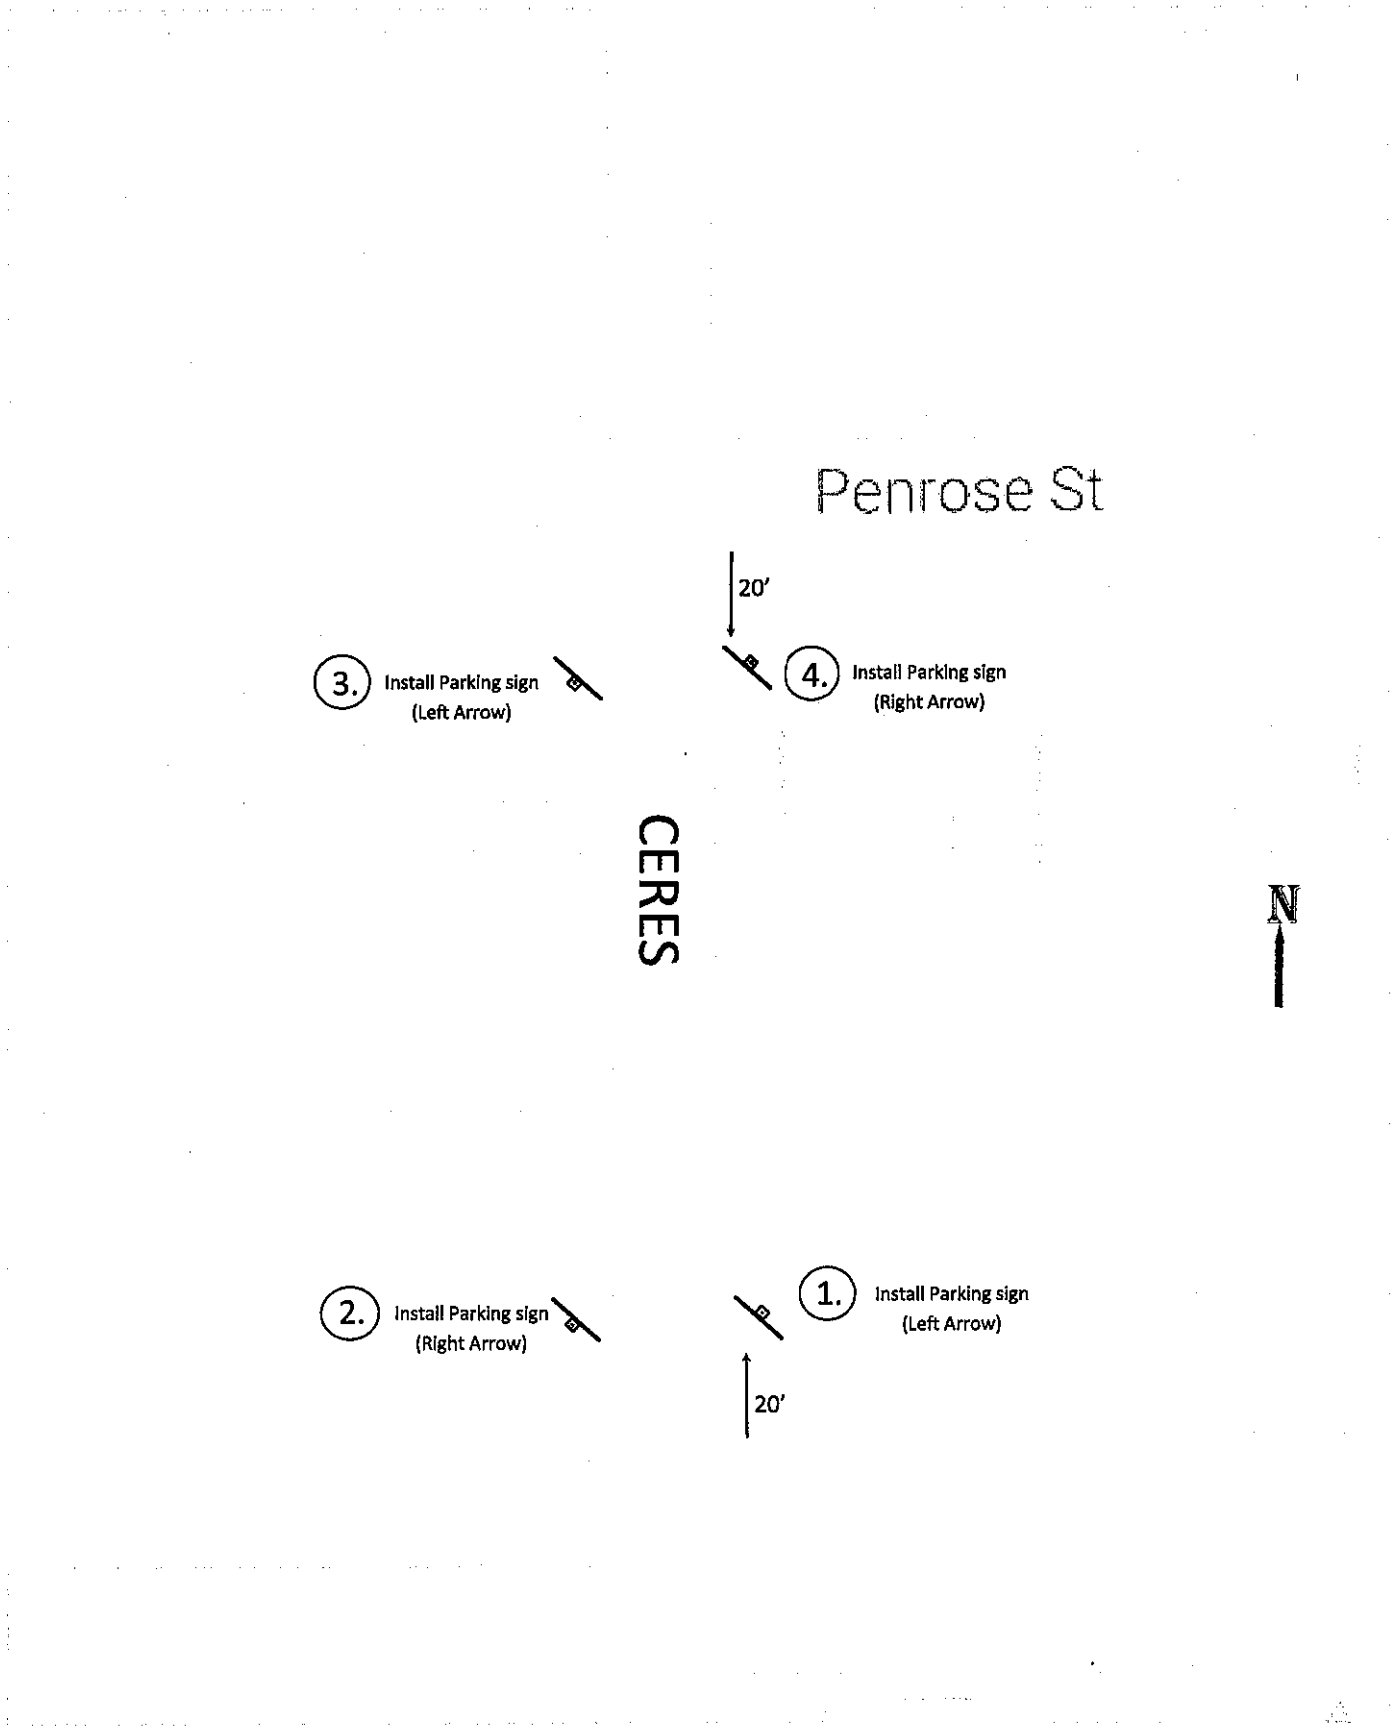 Penrose St
20’
3. Install Parking sign
(Left Arrow)
4. Install Parking sign
(Right Arrow)
CERES
N
2. Install Parking sign
(Right Arrow)
1. Install Parking sign
(Left Arrow)
20’